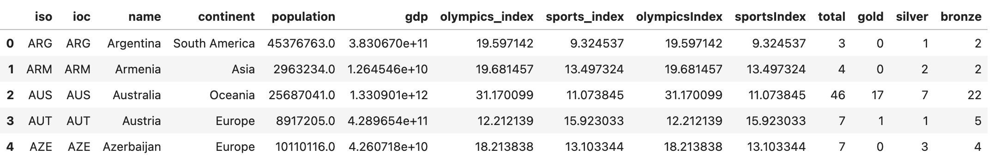 iso ioc name continent population gdp olympics_index sports_index olympicsIndex sportsIndex total gold silver bronze
0 ARG ARG Argentina South America 45376763.0 3.830670e+11 19.597142 9.324537 19.597142 9.324537 3 0 1 2
1 ARM ARM Armenia Asia 2963234.0 1.264546e+10 19.681457 13.497324 19.681457 13.497324 4 0 2 2
2 AUS AUS Australia Oceania 25687041.0 1.330901e+12 31.170099 11.073845 31.170099 11.073845 46 17 7 22
3 AUT AUT Austria Europe 8917205.0 4.289654e+11 12.212139 15.923033 12.212139 15.923033 7 1 1 5
4 AZE AZE Azerbaijan Europe 10110116.0 4.260718e+10 18.213838 13.103344 18.213838 13.103344 7 0 3 4